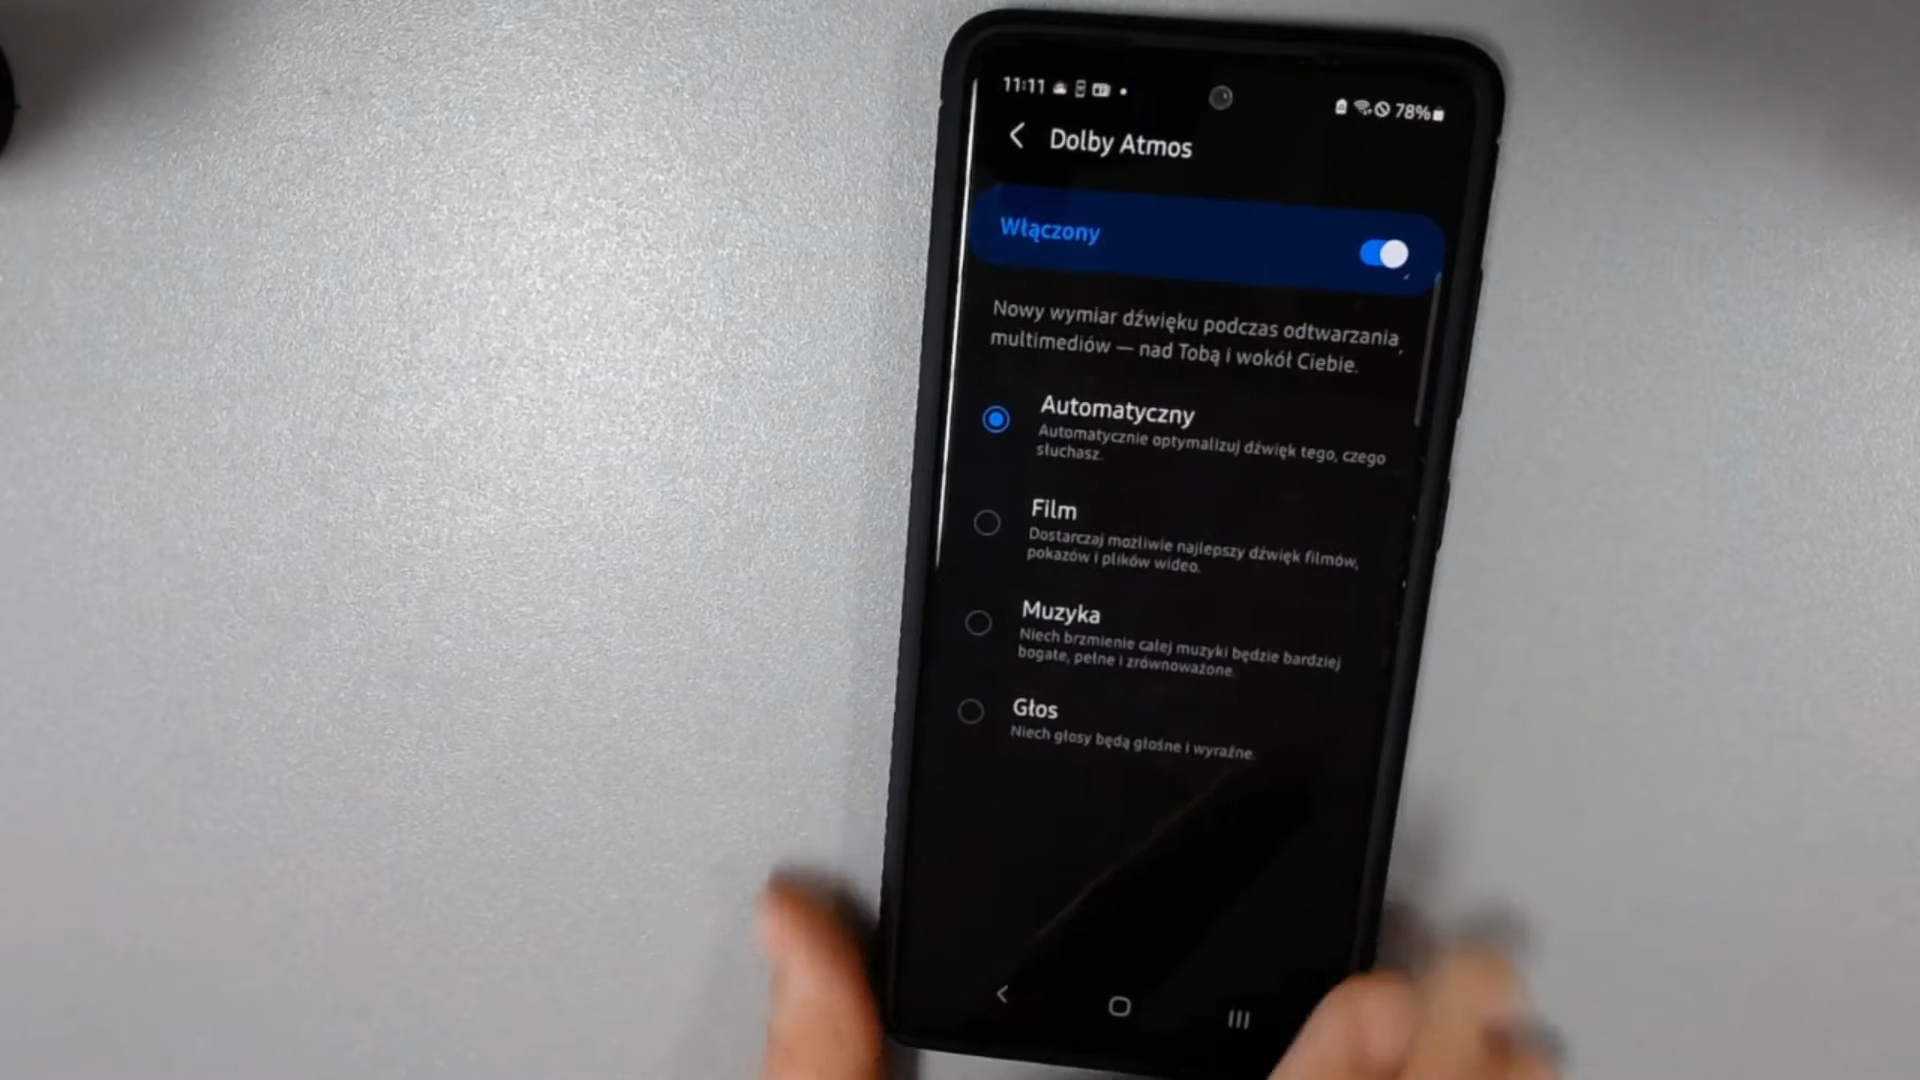 11:11
78%
Dolby Atmos
Włączony
Nowy wymiar dźwięku podczas odtwarzania
multimediów — nad Tobą i wokół Ciebie.
Automatyczny
Automatycznie optymalizuj dźwięk tego, czego
słuchasz.
Film
Dostarczaj możliwie najlepszy dźwięk filmów,
pokazów i plików wideo.
Muzyka
Niech brzmienie całej muzyki będzie bardziej
bogate, pełne i zrównoważone.
Głos
Niech głosy będą głośne i wyraźne.